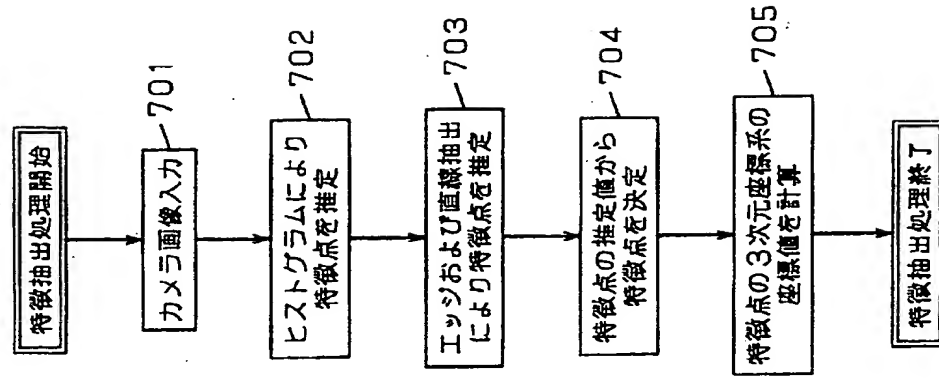 特徴抽出処理開始
カメラ画像入力
701
ヒストグラムにより
特徴点を推定
702
エッジおよび直線抽出
により特徴点を推定
703
特徴点の推定値から
特徴点を決定
704
特徴点の3次元座標系の
座標値を計算
705
特徴抽出処理終了